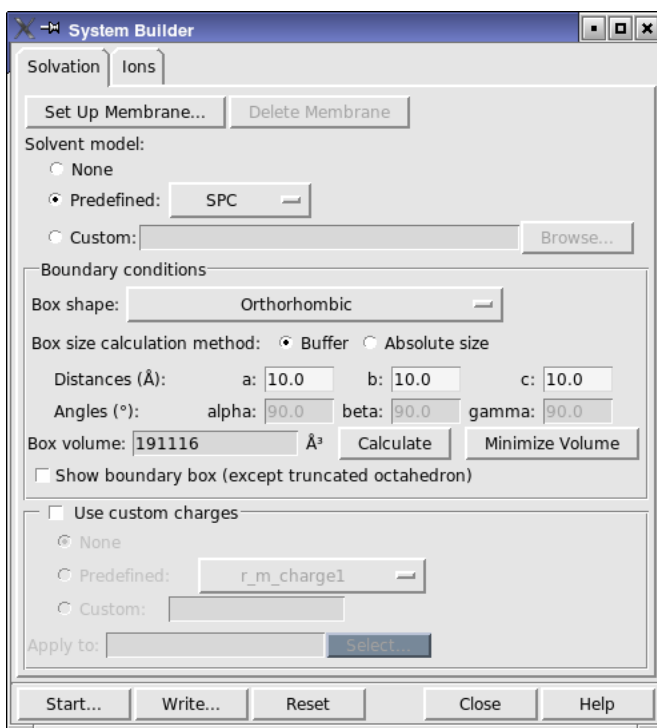 System Builder
Solvation Ions
Set Up Membrane... Delete Membrane
Solvent model:
None
Predefined: SPC
Custom: Browse...
Boundary conditions
Box shape: Orthorhombic
Box size calculation method: Buffer Absolute size
Distances (Å): a: 10.0 b: 10.0 c: 10.0
Angles (°): alpha: 90.0 beta: 90.0 gamma: 90.0
Box volume: 191116 Å³ Calculate Minimize Volume
Show boundary box (except truncated octahedron)
Use custom charges
None
Predefined: r_m_charge1
Custom:
Apply to: Select...
Start... Write... Reset Close Help